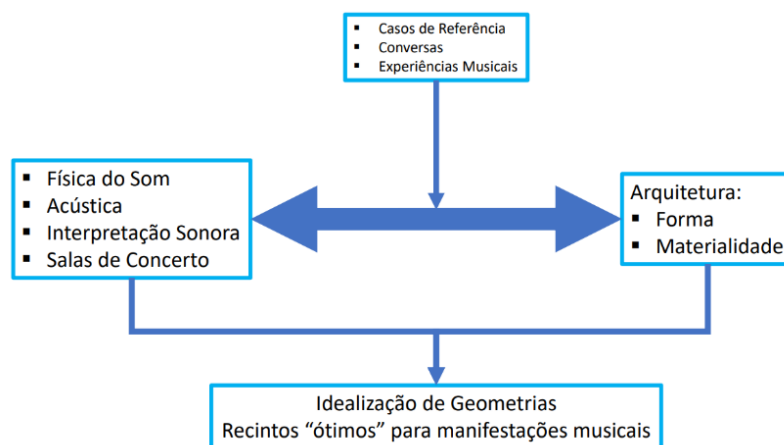 ▪ Casos de Referência
▪ Conversas
▪ Experiências Musicais
▪ Física do Som
▪ Acústica
▪ Interpretação Sonora
▪ Salas de Concerto
Arquitetura:
▪ Forma
▪ Materialidade
Idealização de Geometrias
Recintos “ótimos” para manifestações musicais